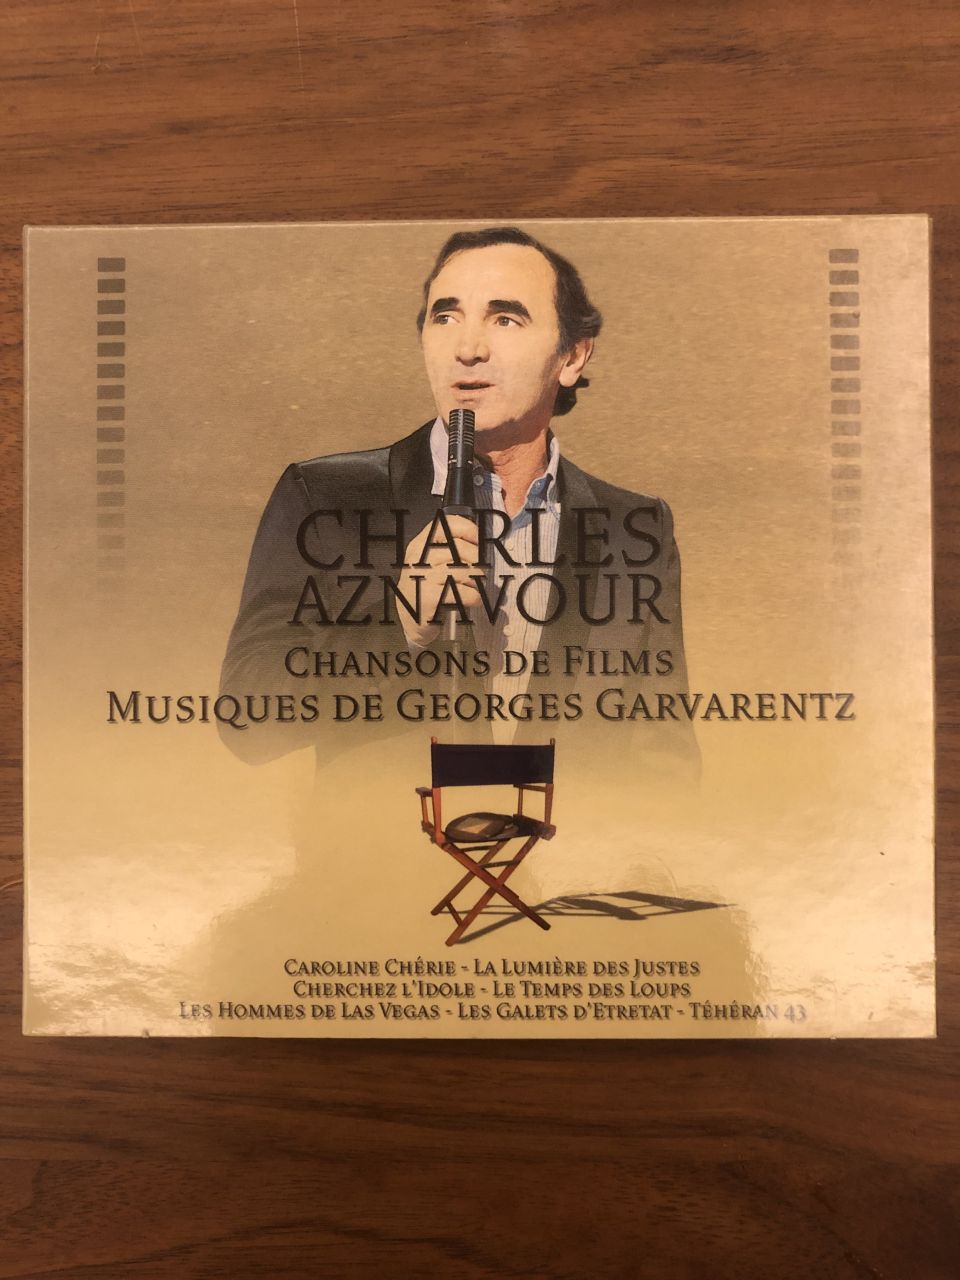 CHARLES
AZNAVOUR
CHANSONS DE FILMS
MUSIQUES DE GEORGES GARVARENTZ
CAROLINE CHÉRIE - LA LUMIÈRE DES JUSTES
CHERCHEZ L'IDOLE - LE TEMPS DES LOUPS
LES HOMMES DE LAS VEGAS - LES GALETS D'ETRETAT - TÉHÉRAN 43